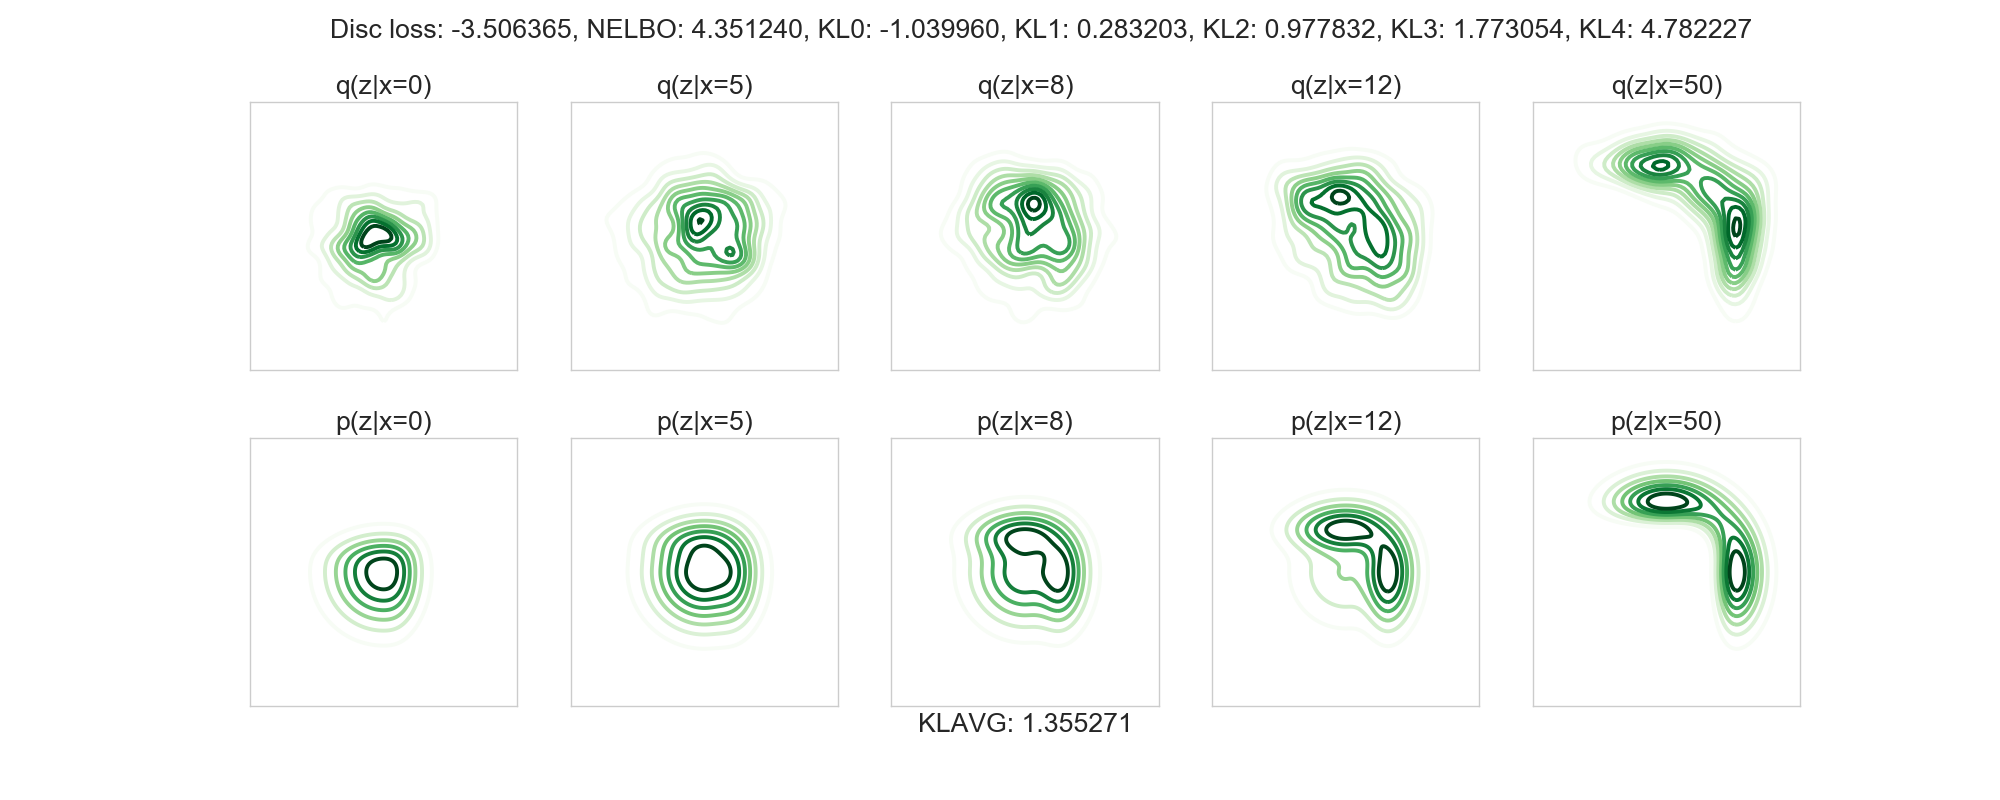 Disc loss: -3.506365, NELBO: 4.351240, KL0: -1.039960, KL1: 0.283203, KL2: 0.977832, KL3: 1.773054, KL4: 4.782227
q(z|x=0) q(z|x=5) q(z|x=8) q(z|x=12) q(z|x=50)
p(z|x=0) p(z|x=5) p(z|x=8) p(z|x=12) p(z|x=50)
KLAVG: 1.355271